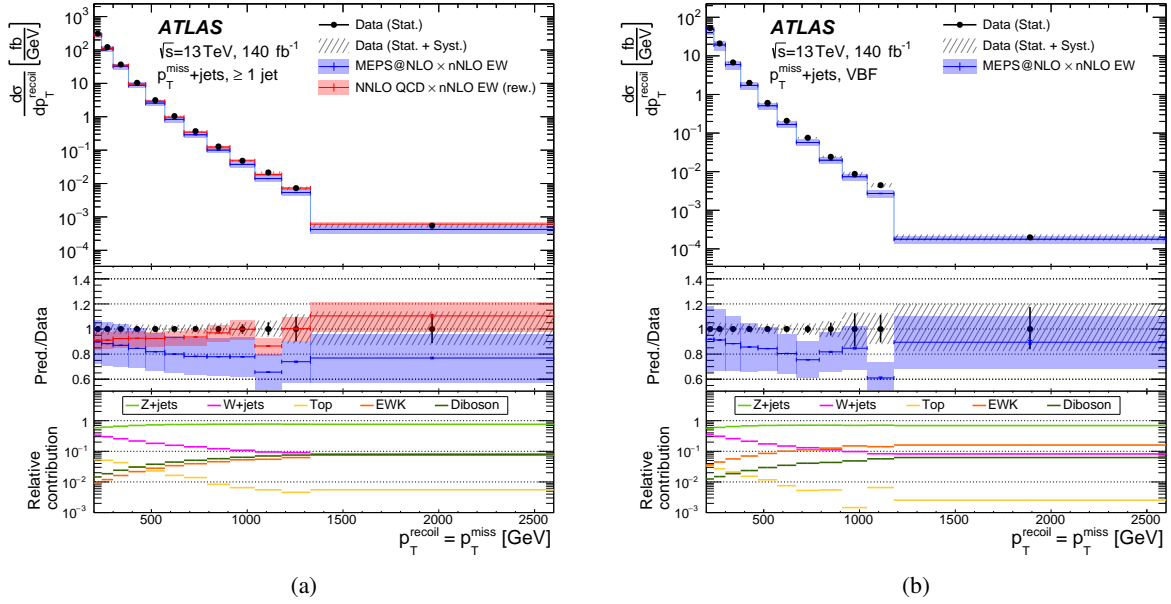 ATLAS
√s=13 TeV, 140 fb⁻¹
p_T^miss+jets, ≥ 1 jet
Data (Stat.)
Data (Stat. + Syst.)
MEPS@NLO × nNLO EW
NNLO QCD × nNLO EW (rew.)
dσ/dp_T^recoil [fb/GeV]
10³
10²
10
1
10⁻¹
10⁻²
10⁻³
10⁻⁴
Pred./Data
1.4
1.2
1
0.8
0.6
Z+jets W+jets Top EWK Diboson
Relative
contribution
1
10⁻¹
10⁻²
10⁻³
500 1000 1500 2000 2500
p_T^recoil = p_T^miss [GeV]
(a)
ATLAS
√s=13 TeV, 140 fb⁻¹
p_T^miss+jets, VBF
Data (Stat.)
Data (Stat. + Syst.)
MEPS@NLO × nNLO EW
dσ/dp_T^recoil [fb/GeV]
10²
10
1
10⁻¹
10⁻²
10⁻³
10⁻⁴
Pred./Data
1.4
1.2
1
0.8
0.6
Z+jets W+jets Top EWK Diboson
Relative
contribution
1
10⁻¹
10⁻²
10⁻³
500 1000 1500 2000 2500
p_T^recoil = p_T^miss [GeV]
(b)